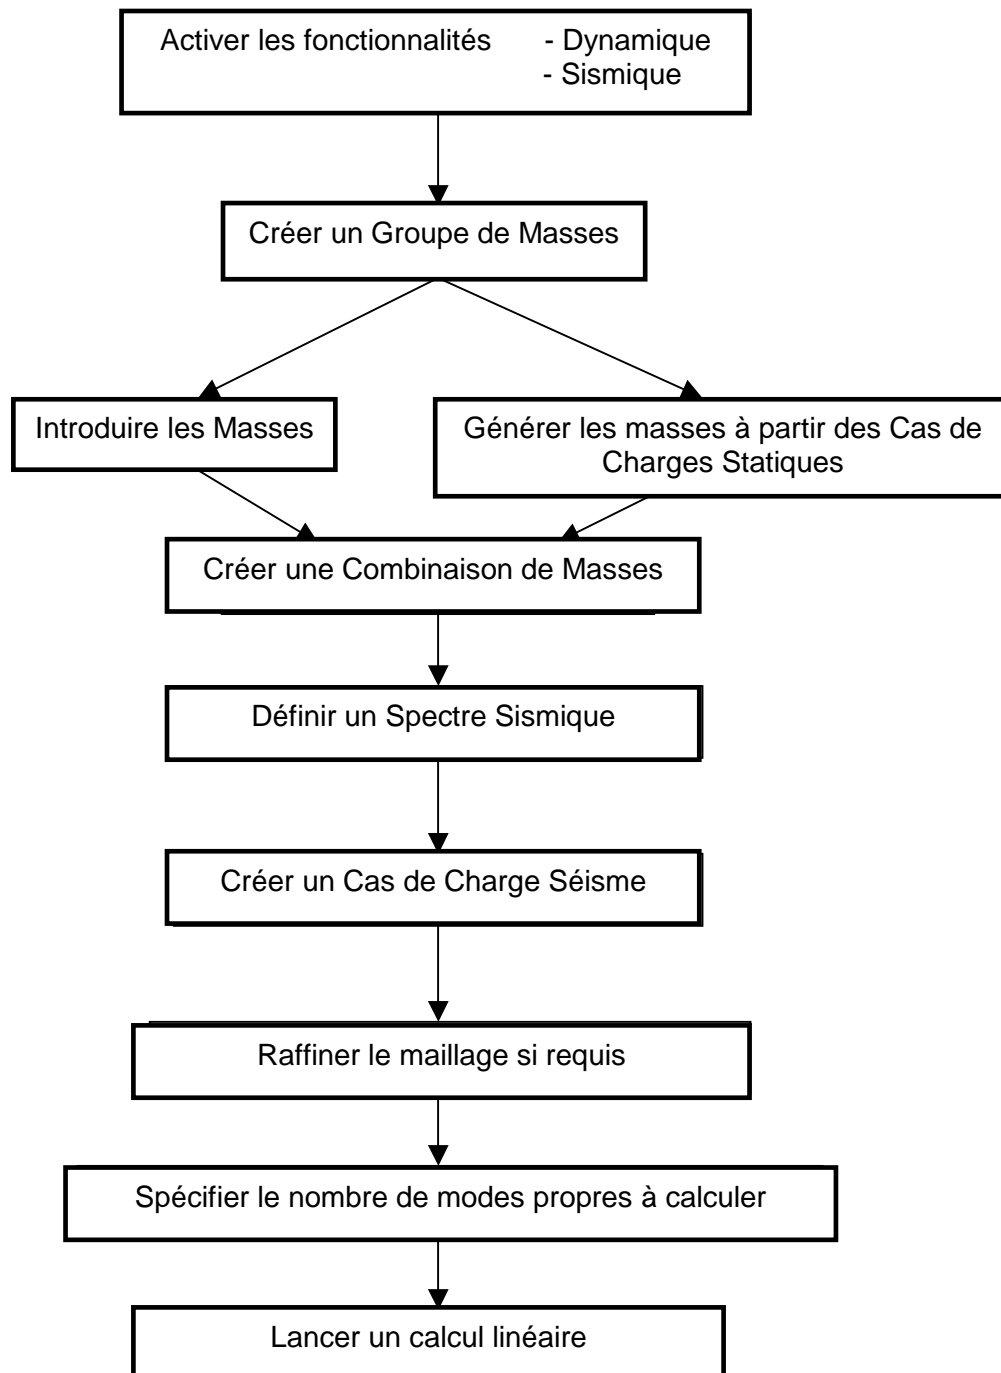 Activer les fonctionnalités - Dynamique
- Sismique
Créer un Groupe de Masses
Introduire les Masses
Générer les masses à partir des Cas de
Charges Statiques
Créer une Combinaison de Masses
Définir un Spectre Sismique
Créer un Cas de Charge Séisme
Raffiner le maillage si requis
Spécifier le nombre de modes propres à calculer
Lancer un calcul linéaire